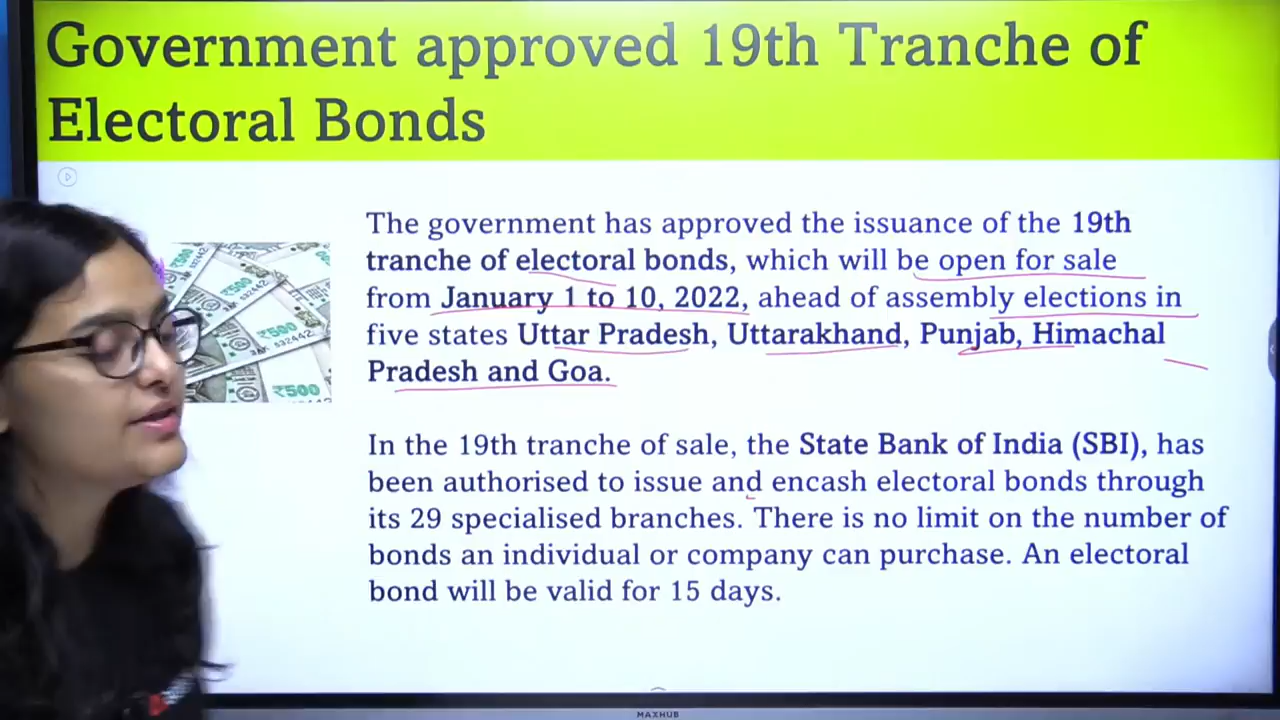 Government approved 19th Tranche of
Electoral Bonds
The government has approved the issuance of the 19th
tranche of electoral bonds, which will be open for sale
from January 1 to 10, 2022, ahead of assembly elections in
five states Uttar Pradesh, Uttarakhand, Punjab, Himachal
Pradesh and Goa.
In the 19th tranche of sale, the State Bank of India (SBI), has
been authorised to issue and encash electoral bonds through
its 29 specialised branches. There is no limit on the number of
bonds an individual or company can purchase. An electoral
bond will be valid for 15 days.
₹500
₹500
₹500
₹500
MAXHUB